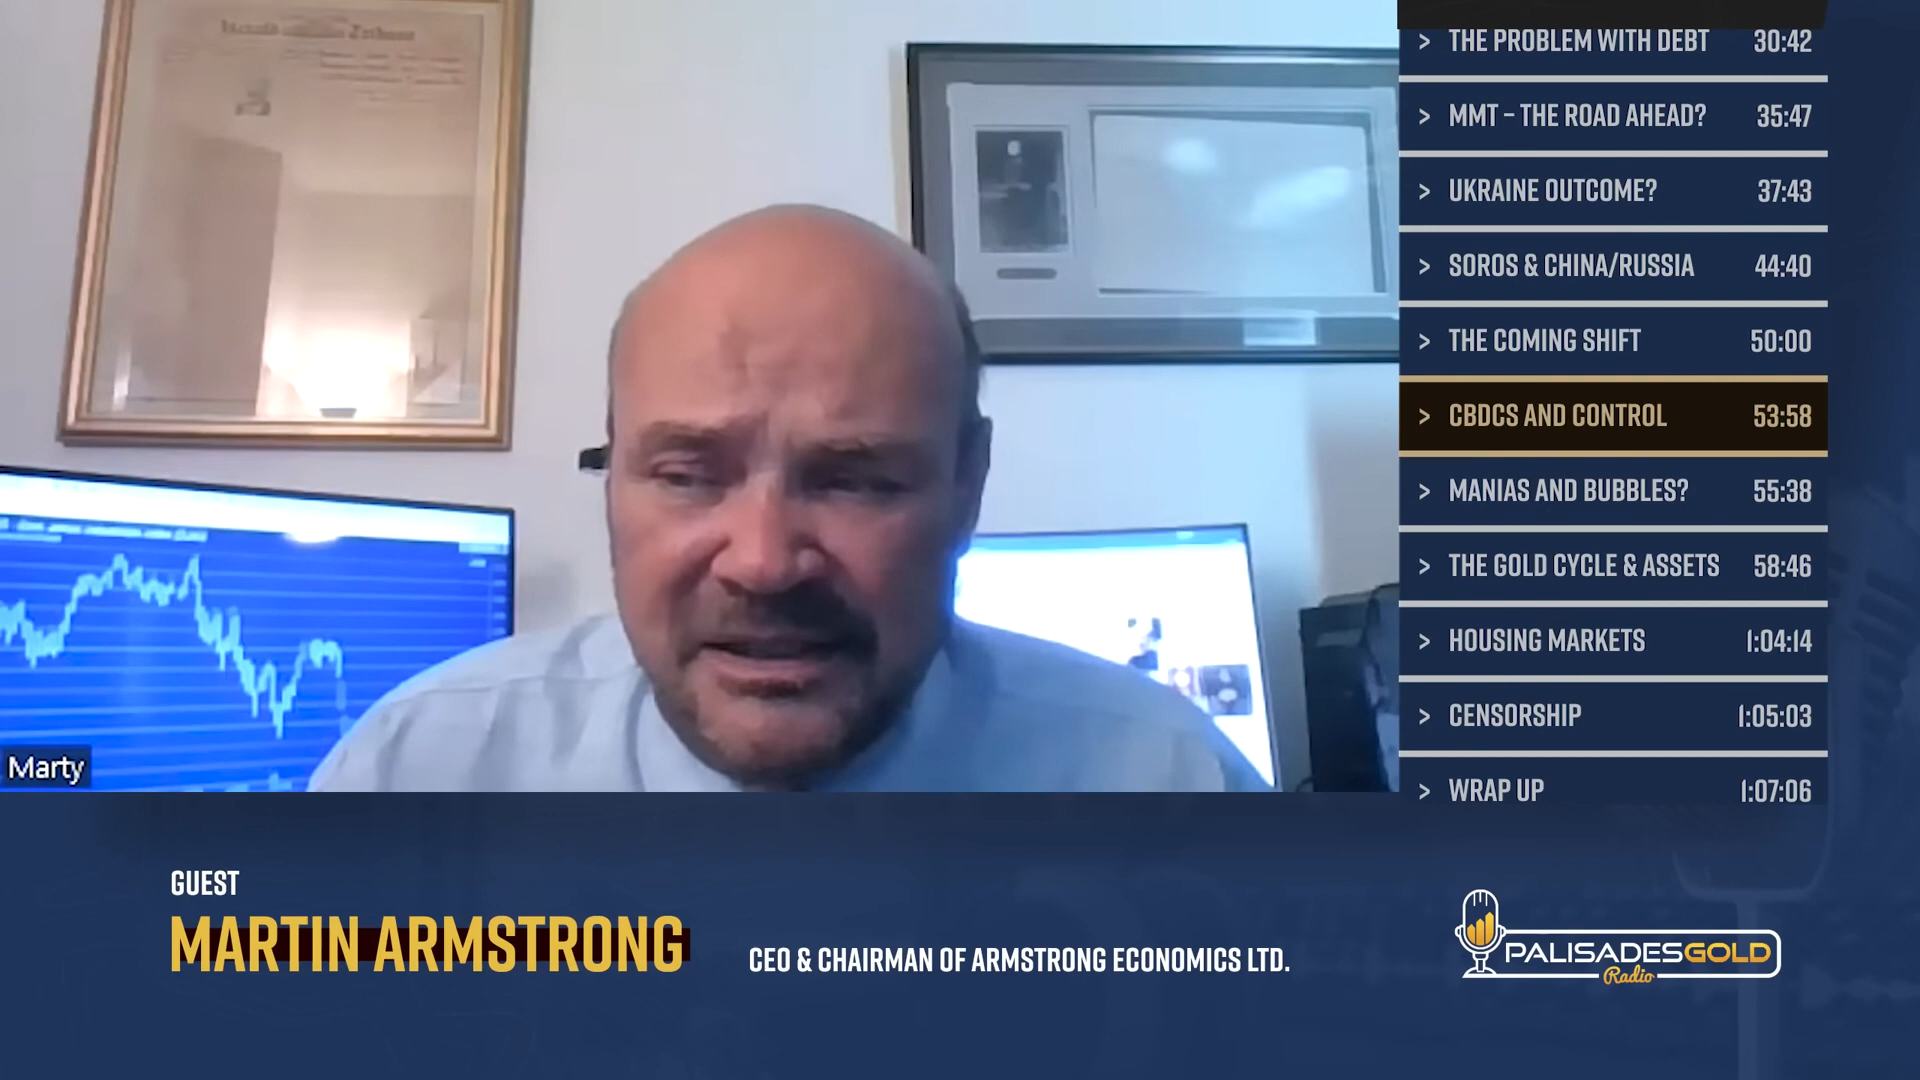 Herald Tribune
THE PROBLEM WITH DEBT 30:42
MMT – THE ROAD AHEAD? 35:47
UKRAINE OUTCOME? 37:43
SOROS & CHINA/RUSSIA 44:40
THE COMING SHIFT 50:00
CBDCS AND CONTROL 53:58
MANIAS AND BUBBLES? 55:38
THE GOLD CYCLE & ASSETS 58:46
HOUSING MARKETS 1:04:14
CENSORSHIP 1:05:03
WRAP UP 1:07:06
Marty
GUEST
MARTIN ARMSTRONG
CEO & CHAIRMAN OF ARMSTRONG ECONOMICS LTD.
PALISADESGOLD
Radio